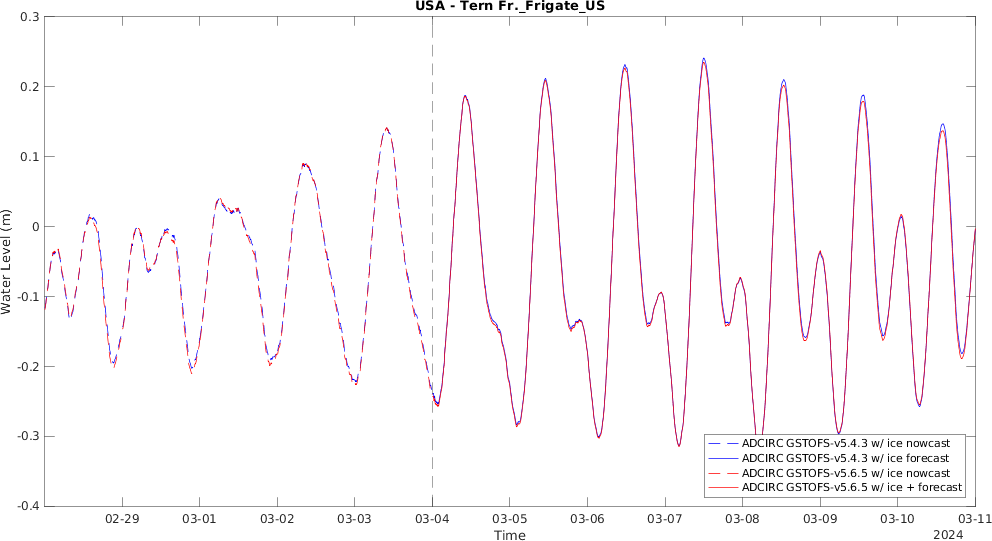 USA - Tern Fr._Frigate_US
0.3
0.2
0.1
0
-0.1
-0.2
-0.3
-0.4
Water Level (m)
ADCIRC GSTOFS-v5.4.3 w/ ice nowcast
ADCIRC GSTOFS-v5.4.3 w/ ice forecast
ADCIRC GSTOFS-v5.6.5 w/ ice nowcast
ADCIRC GSTOFS-v5.6.5 w/ ice + forecast
02-29 03-01 03-02 03-03 03-04 03-05 03-06 03-07 03-08 03-09 03-10 03-11
Time
2024